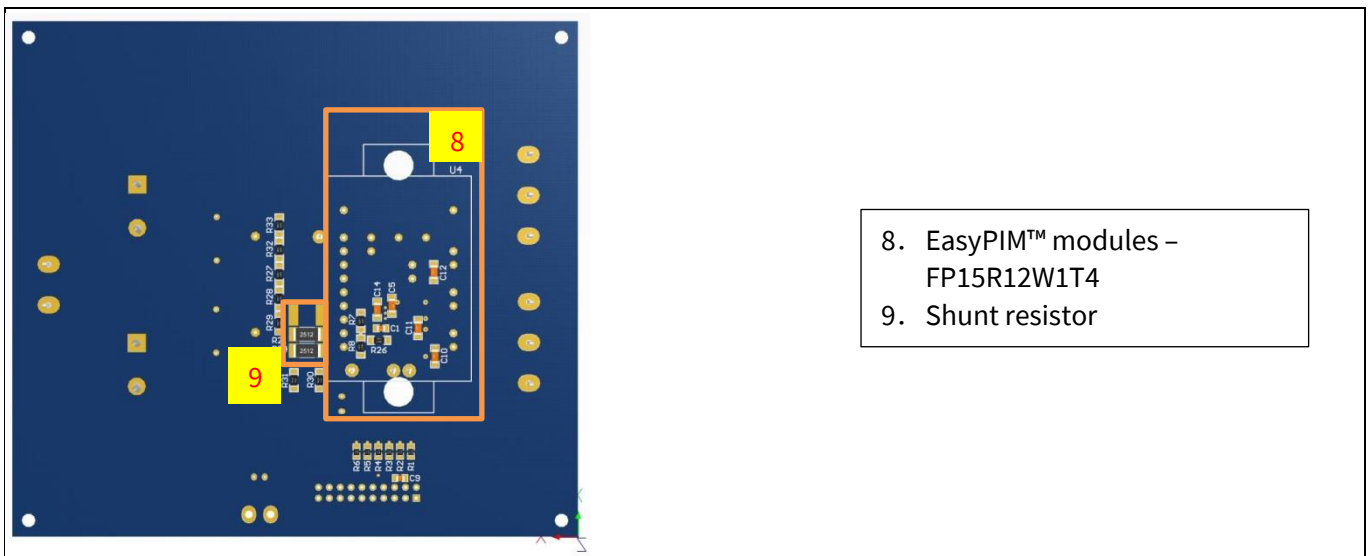 8
U4
R33
R32
R27
C12
R28
C14
C5
R29
R7
C11
C1
2512
R8
R26
2512
C10
9
R31
R30
R6
R5
R4
R3
R2
R1
C9
X
Z
8. EasyPIM™ modules –
FP15R12W1T4
9. Shunt resistor